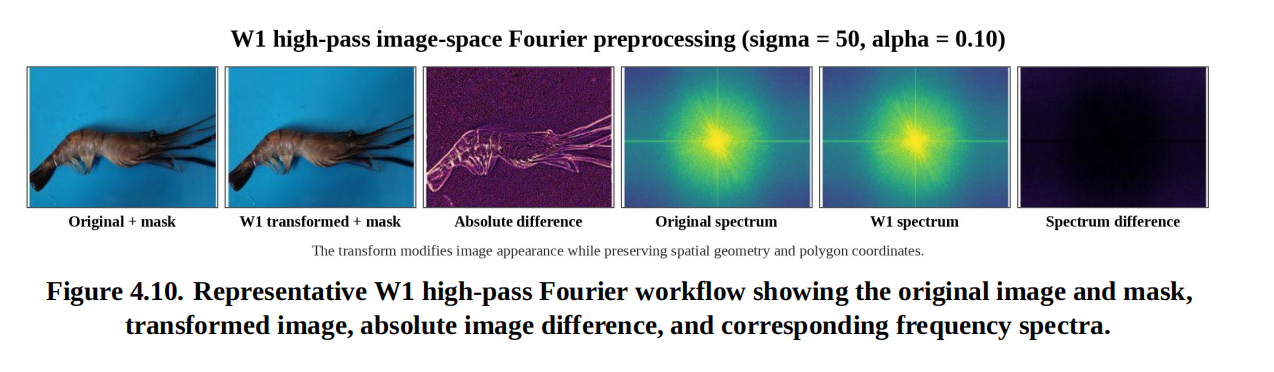 W1 high-pass image-space Fourier preprocessing (sigma = 50, alpha = 0.10)
Original + mask
W1 transformed + mask
Absolute difference
Original spectrum
W1 spectrum
Spectrum difference
The transform modifies image appearance while preserving spatial geometry and polygon coordinates.
Figure 4.10. Representative W1 high-pass Fourier workflow showing the original image and mask,
transformed image, absolute image difference, and corresponding frequency spectra.